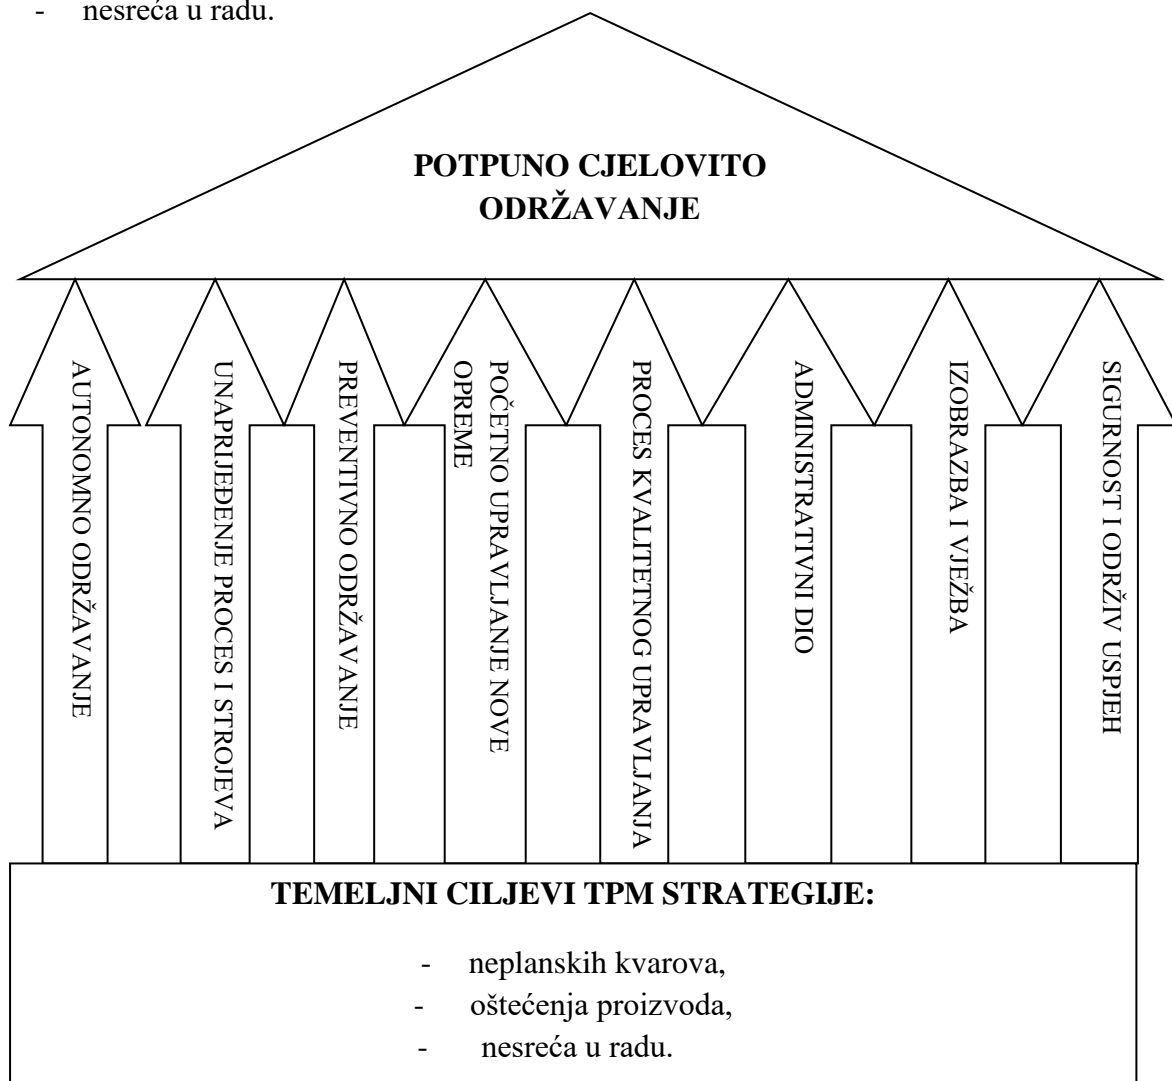 - nesreća u radu.
POTPUNO CJELOVITO
ODRŽAVANJE
AUTONOMNO ODRŽAVANJE
UNAPRIJEĐENJE PROCES I STROJEVA
PREVENTIVNO ODRŽAVANJE
POČETNO UPRAVLJANJE NOVE
OPREME
PROCES KVALITETNOG UPRAVLJANJA
ADMINISTRATIVNI DIO
IZOBRAZBA I VJEŽBA
SIGURNOST I ODRŽIV USPJEH
TEMELJNI CILJEVI TPM STRATEGIJE:
- neplanskih kvarova,
- oštećenja proizvoda,
- nesreća u radu.